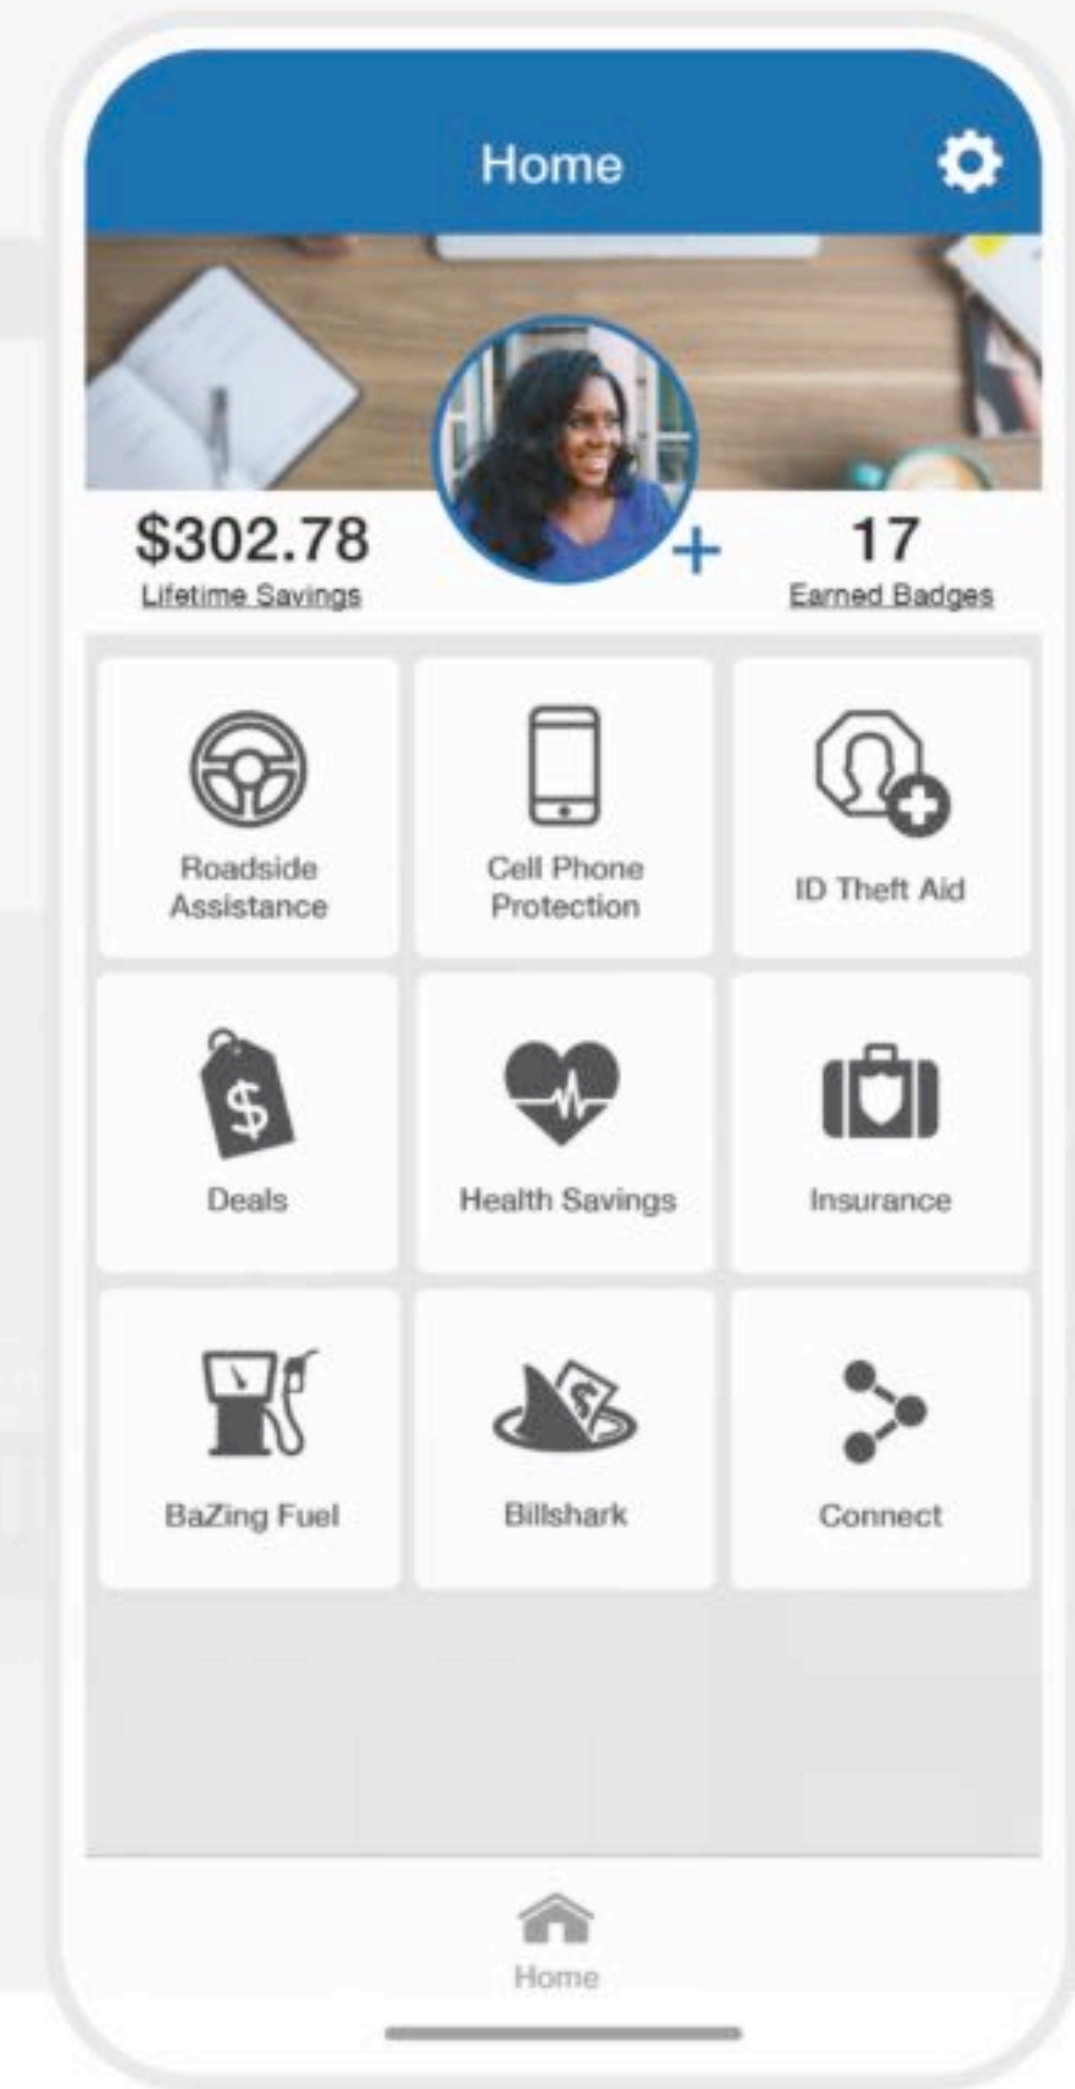 Home
$302.78
Lifetime Savings
17
Earned Badges
Roadside
Assistance
Cell Phone
Protection
ID Theft Aid
$
Deals
Health Savings
Insurance
BaZing Fuel
$
Billshark
Connect
Home